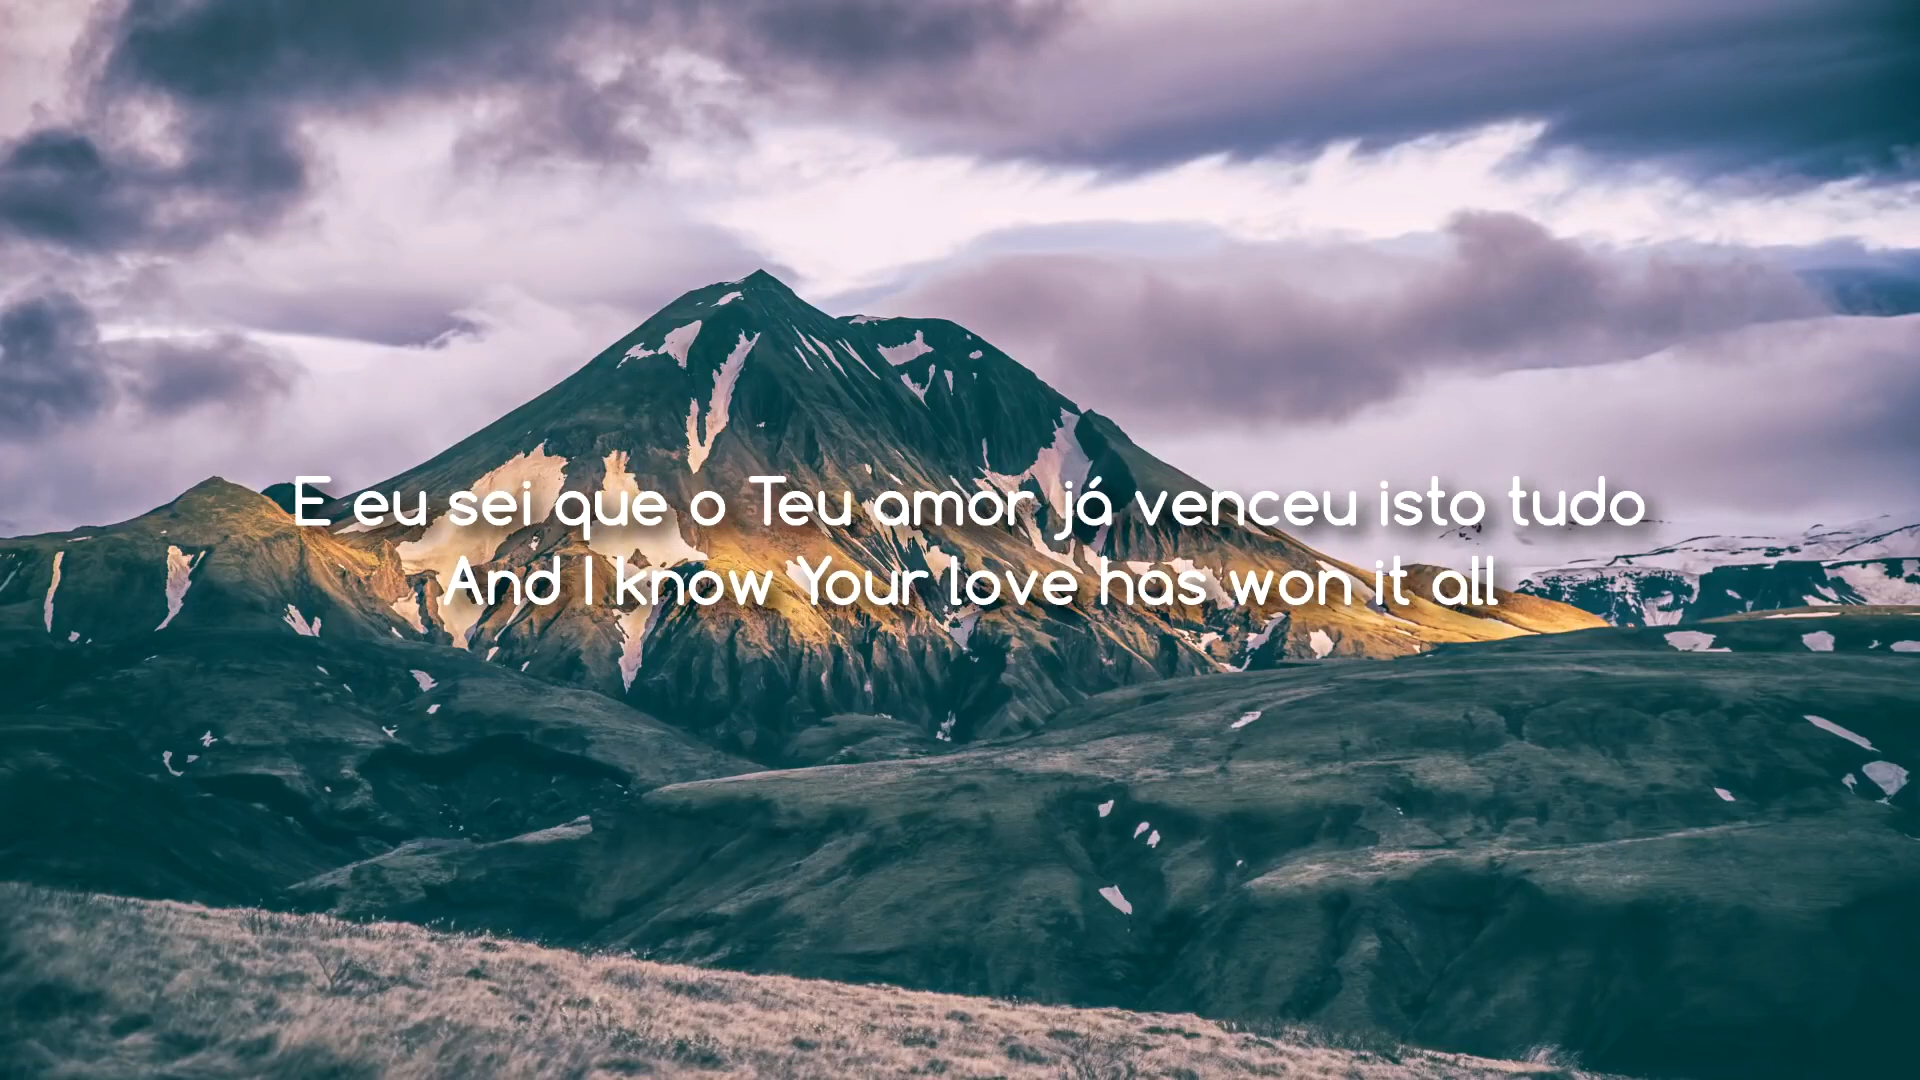 E eu sei que o Teu amor já venceu isto tudo
And I know Your love has won it all